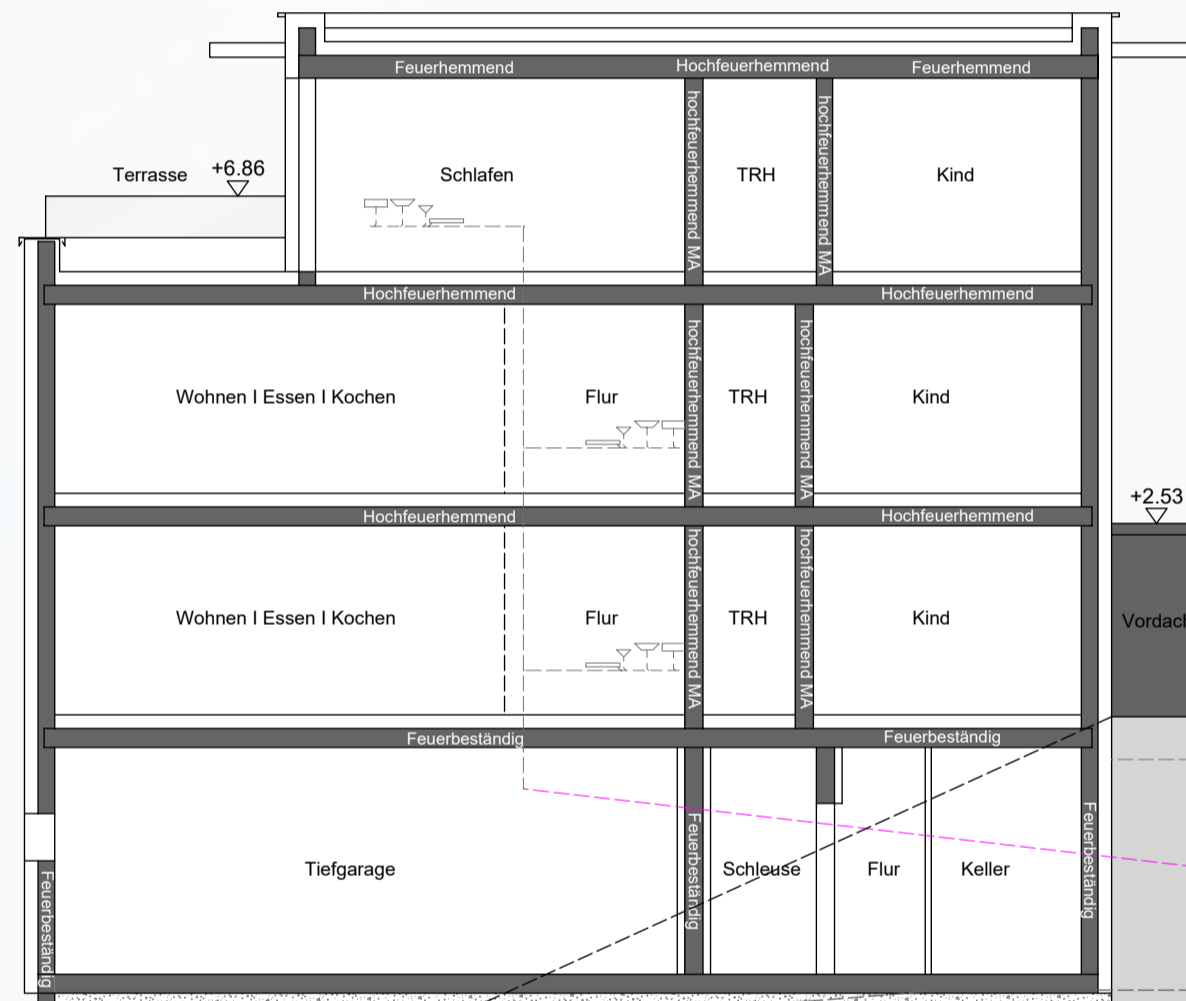 Feuerhemmend
Hochfeuerhemmend
Feuerhemmend
Terrasse
+6.86
Schlafen
hochfeuerhemmend MA
TRH
hochfeuerhemmend MA
Kind
Hochfeuerhemmend
Hochfeuerhemmend
Wohnen I Essen I Kochen
Flur
hochfeuerhemmend MA
TRH
hochfeuerhemmend MA
Kind
+2.53
Hochfeuerhemmend
Hochfeuerhemmend
Wohnen I Essen I Kochen
Flur
hochfeuerhemmend MA
TRH
hochfeuerhemmend MA
Kind
Vordach
Feuerbeständig
Feuerbeständig
Feuerbeständig
Tiefgarage
Feuerbeständig
Schleuse
Flur
Keller
Feuerbeständig